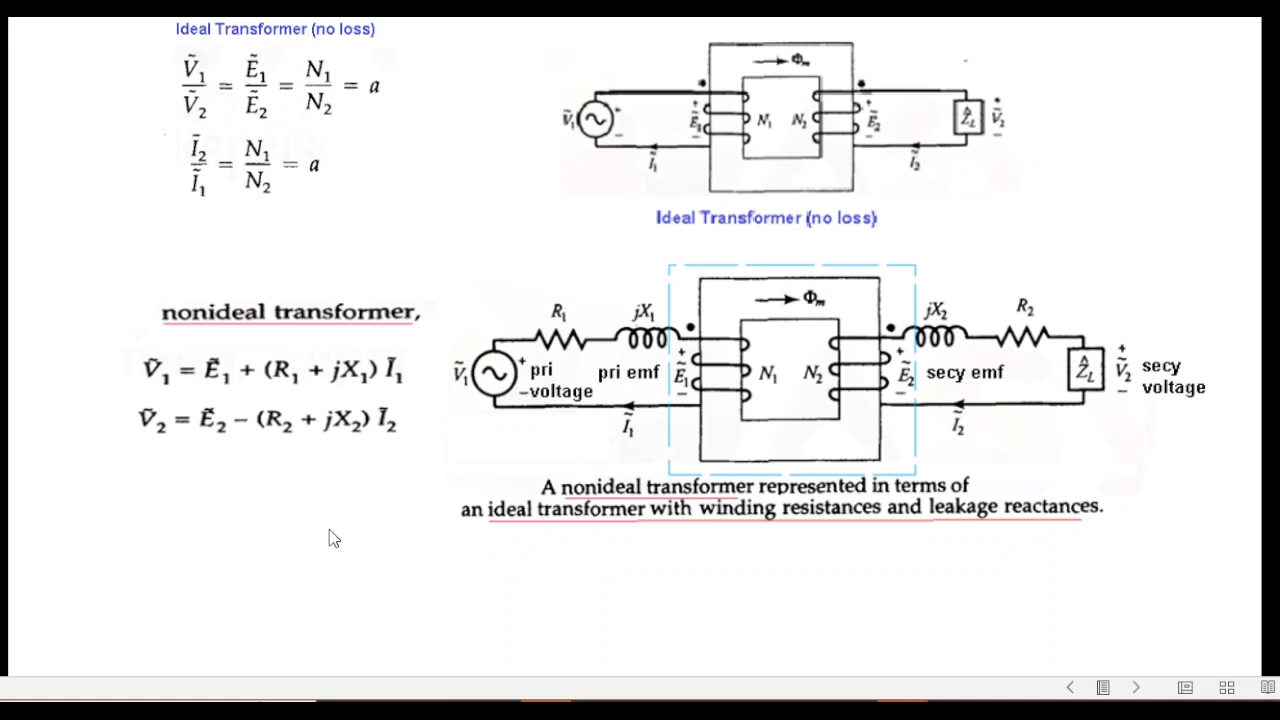 Ideal Transformer (no loss)
Ṽ₁/Ṽ₂ = Ẽ₁/Ẽ₂ = N₁/N₂ = a
Ĩ₂/Ĩ₁ = N₁/N₂ = a
Φₘ
Ṽ₁ + − + Ẽ₁ − N₁ N₂ + Ẽ₂ − Ẑ_L + Ṽ₂ −
Ĩ₁ Ĩ₂
Ideal Transformer (no loss)
nonideal transformer,
Ṽ₁ = Ẽ₁ + (R₁ + jX₁) Ĩ₁
Ṽ₂ = Ẽ₂ − (R₂ + jX₂) Ĩ₂
R₁ jX₁ Φₘ jX₂ R₂
Ṽ₁ + pri
−voltage
pri emf + Ẽ₁ − N₁ N₂ + Ẽ₂ − secy emf
Ẑ_L + Ṽ₂ − secy
voltage
Ĩ₁ Ĩ₂
A nonideal transformer represented in terms of
an ideal transformer with winding resistances and leakage reactances.